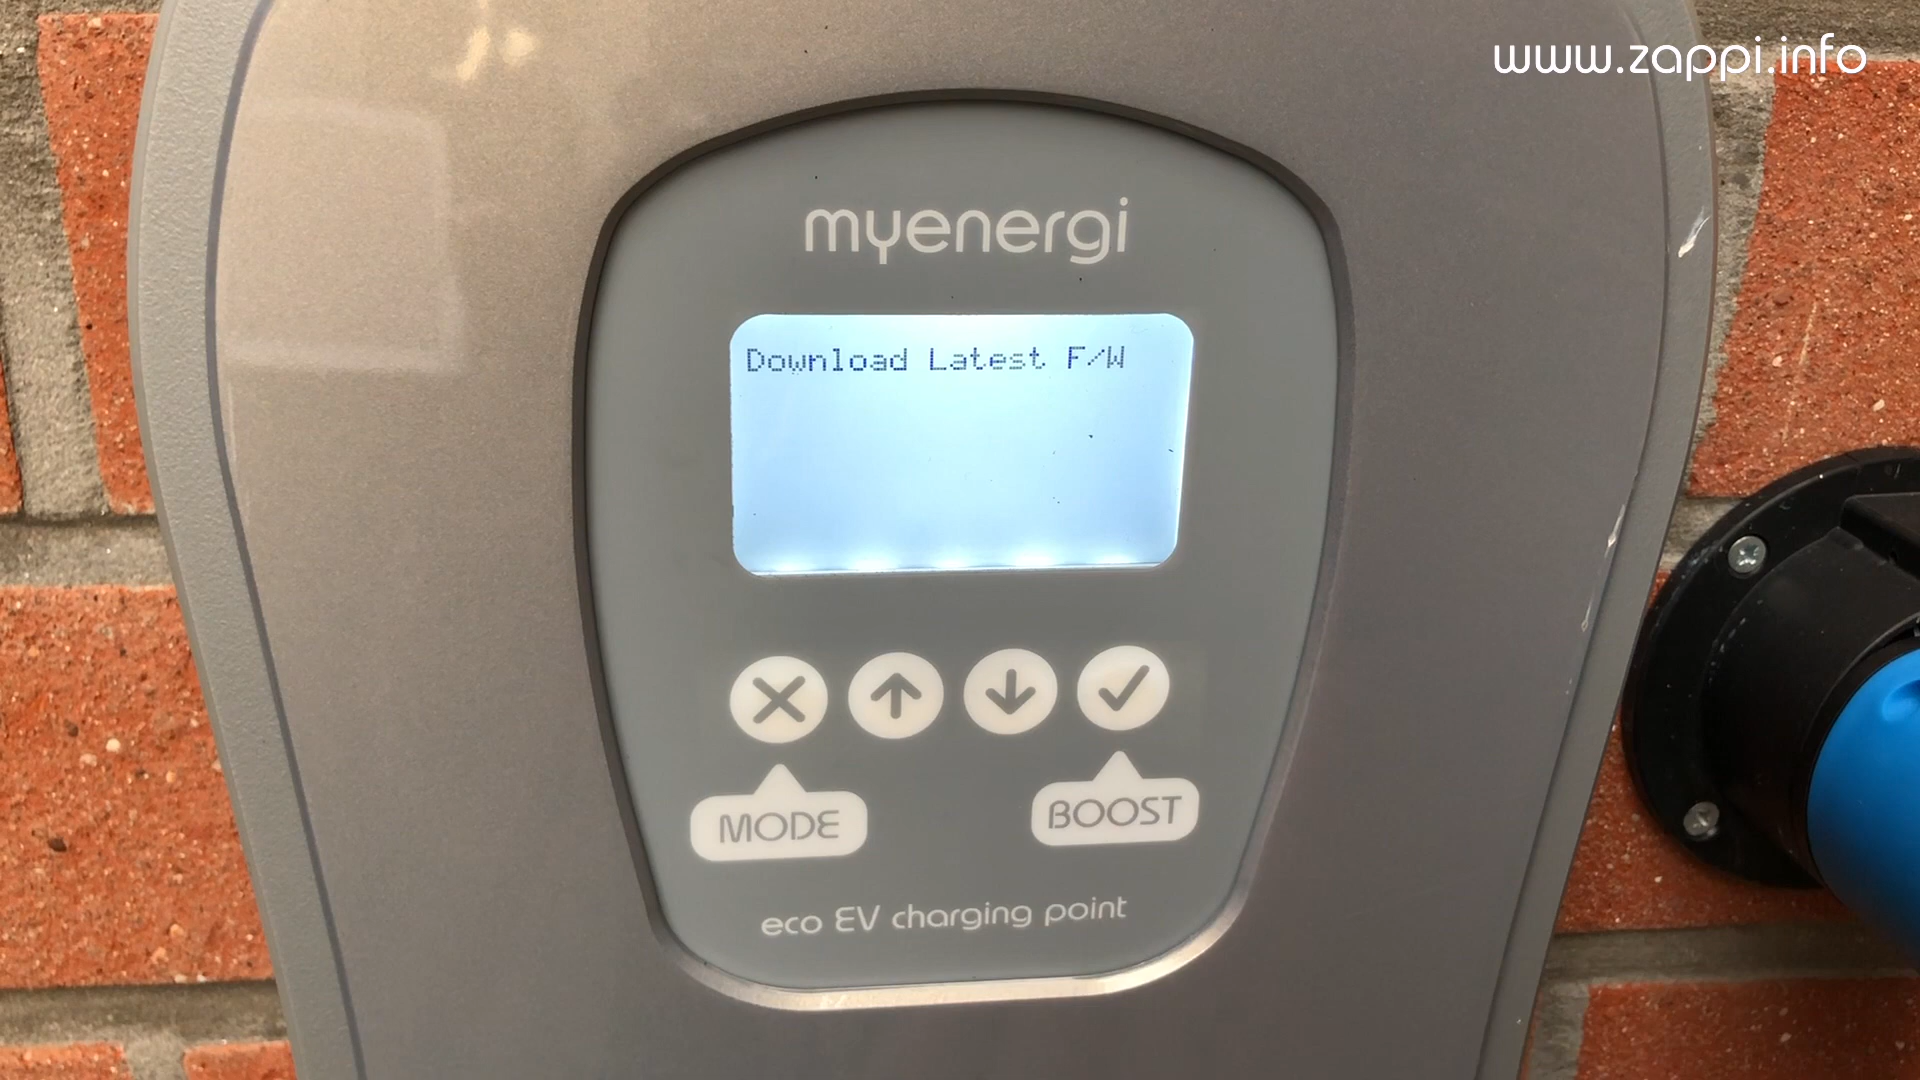 www.zappi.info
myenergi
Download Latest F/W
MODE
BOOST
eco EV charging point